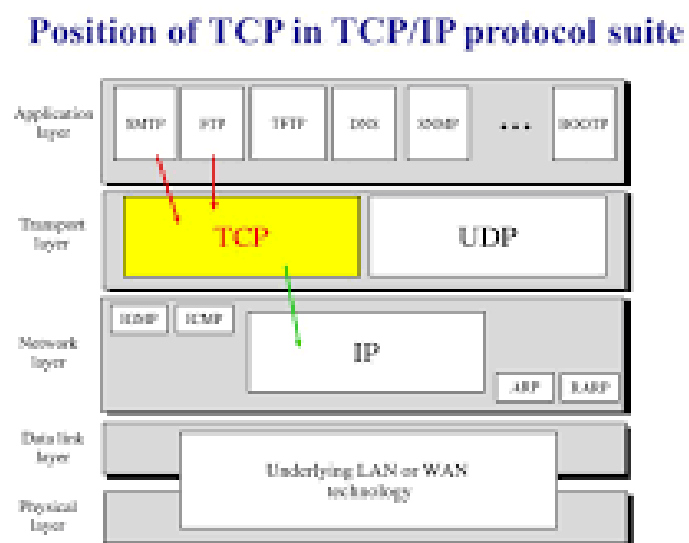 Position of TCP in TCP/IP protocol suite
Application
layer
SMTP FTP TFTP DNS SNMP ... BOOTP
Transport
layer
TCP UDP
Network
layer
IGMP ICMP
IP
ARP RARP
Data link
layer
Underlying LAN or WAN
technology
Physical
layer